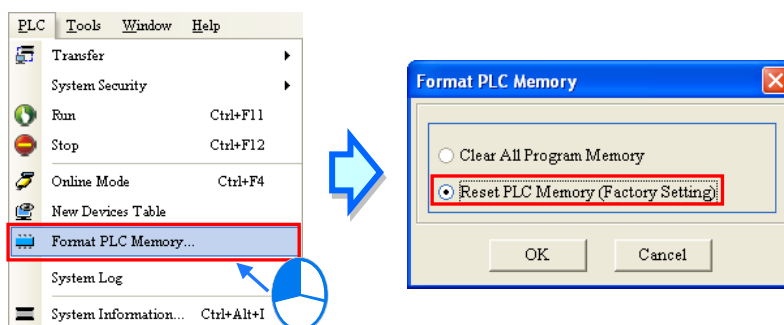 PLC Tools Window Help
Transfer
System Security
Run Ctrl+F11
Stop Ctrl+F12
Online Mode Ctrl+F4
New Devices Table
Format PLC Memory...
System Log
System Information... Ctrl+Alt+I
Format PLC Memory
Clear All Program Memory
Reset PLC Memory (Factory Setting)
OK Cancel